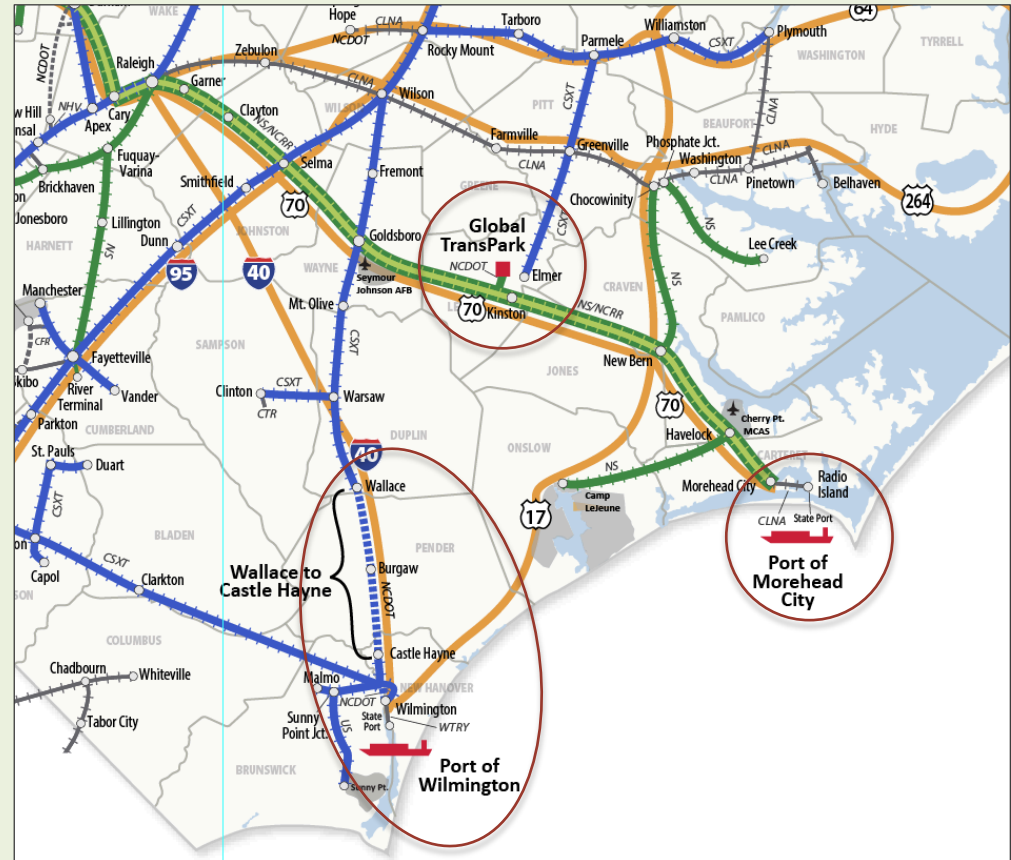 WAKE
Hope
CLNA
NCDOT
Tarboro
Rocky Mount
Williamston
Parmele
CSXT
Plymouth
64
WASHINGTON
TYRRELL
NCDOT
Zebulon
Raleigh
Garner
CLNA
WILSON
Wilson
PITT
CSXT
CLNA
BEAUFORT
HYDE
NHV
Cary
Apex
Clayton
NS/NCRR
Farmville
CLNA
Greenville
Phosphate Jct.
Washington
CLNA
CLNA
Pinetown
Belhaven
264
Fuquay-
Varina
Brickhaven
Selma
Smithfield
Fremont
GREENE
Chocowinity
Jonesboro
Lillington
HARNETT
NS
Dunn
CSXT
70
JOHNSTON
Goldsboro
Global
TransPark
NCDOT
CSXT
Elmer
NS
Lee Creek
95
40
WAYNE
Seymour
Johnson AFB
70
Kinston
NS/NCRR
CRAVEN
NS
PAMLICO
Manchester
CFR
Mt. Olive
SAMPSON
CSXT
Fayetteville
River
Terminal
Vander
Parkton
CUMBERLAND
Clinton
CSXT
CTR
Warsaw
DUPLIN
JONES
New Bern
70
Cherry Pt.
MCAS
Havelock
CARTERET
ONSLOW
NS
Morehead City
Radio
Island
CLNA
State Port
Port of
Morehead
City
St. Pauls
Duart
CSXT
40
Wallace
Camp
LeJeune
17
BLADEN
PENDER
Capol
CSXT
Clarkton
Wallace to
Castle Hayne
Burgaw
NCDOT
COLUMBUS
Castle Hayne
Chadbourn
Whiteville
Tabor City
Malmo
NCDOT
NEW HANOVER
Wilmington
Sunny
Point Jct.
US
State
Port
WTRY
BRUNSWICK
Sunny Pt.
Port of
Wilmington